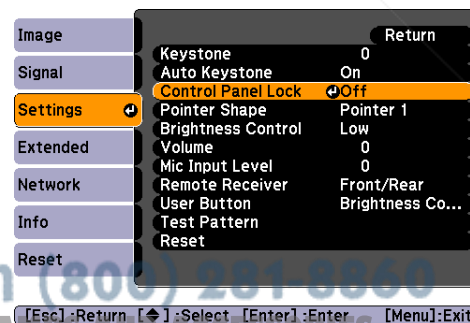 Image
Signal
Settings
Extended
Network
Info
Reset
Return
Keystone 0
Auto Keystone On
Control Panel Lock Off
Pointer Shape Pointer 1
Brightness Control Low
Volume 0
Mic Input Level 0
Remote Receiver Front/Rear
User Button Brightness Co...
Test Pattern
Reset
(800) 281-8860
[Esc] :Return [◆] :Select [Enter] :Enter [Menu] :Exit